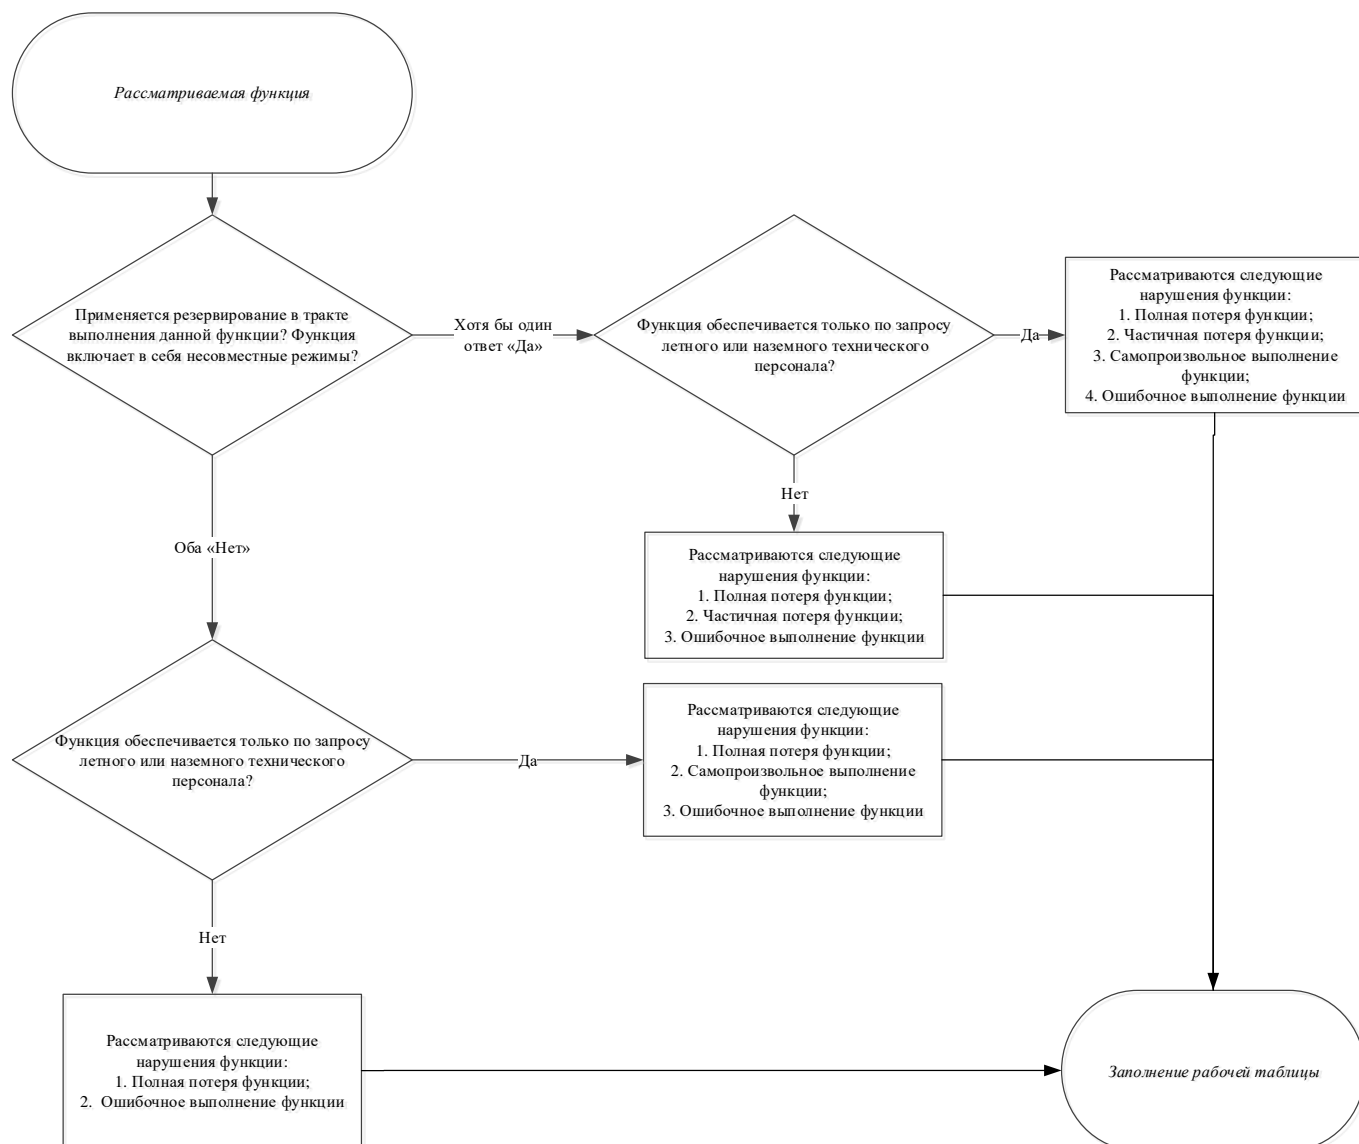 Рассматриваемая функция
Применяется резервирование в тракте
выполнения данной функции? Функция
включает в себя несовместные режимы?
Хотя бы один
ответ «Да»
Функция обеспечивается только по запросу
летного или наземного технического
персонала?
Да
Рассматриваются следующие
нарушения функции:
1. Полная потеря функции;
2. Частичная потеря функции;
3. Самопроизвольное выполнение
функции;
4. Ошибочное выполнение функции
Нет
Рассматриваются следующие
нарушения функции:
1. Полная потеря функции;
2. Частичная потеря функции;
3. Ошибочное выполнение функции
Оба «Нет»
Функция обеспечивается только по запросу
летного или наземного технического
персонала?
Да
Рассматриваются следующие
нарушения функции:
1. Полная потеря функции;
2. Самопроизвольное выполнение
функции;
3. Ошибочное выполнение функции
Нет
Рассматриваются следующие
нарушения функции:
1. Полная потеря функции;
2. Ошибочное выполнение функции
Заполнение рабочей таблицы